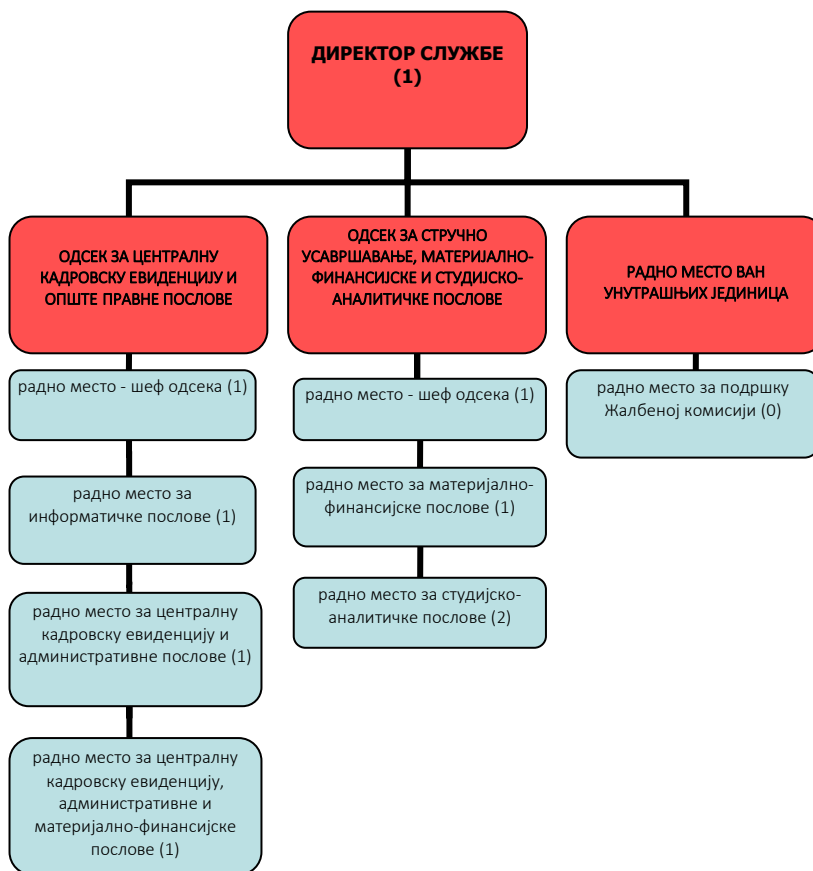 ДИРЕКТОР СЛУЖБЕ
(1)
ОДСЕК ЗА ЦЕНТРАЛНУ
КАДРОВСКУ ЕВИДЕНЦИЈУ И
ОПШТЕ ПРАВНЕ ПОСЛОВЕ
радно место - шеф одсека (1)
радно место за
информатичке послове (1)
радно место за централну
кадровску евиденцију и
административне послове (1)
радно место за централну
кадровску евиденцију,
административне и
материјално-финансијске
послове (1)
ОДСЕК ЗА СТРУЧНО
УСАВРШАВАЊЕ, МАТЕРИЈАЛНО-
ФИНАНСИЈСКЕ И СТУДИЈСКО-
АНАЛИТИЧКЕ ПОСЛОВЕ
радно место - шеф одсека (1)
радно место за материјално-
финансијске послове (1)
радно место за студијско-
аналитичке послове (2)
РАДНО МЕСТО ВАН
УНУТРАШЊИХ ЈЕДИНИЦА
радно место за подршку
Жалбеној комисији (0)